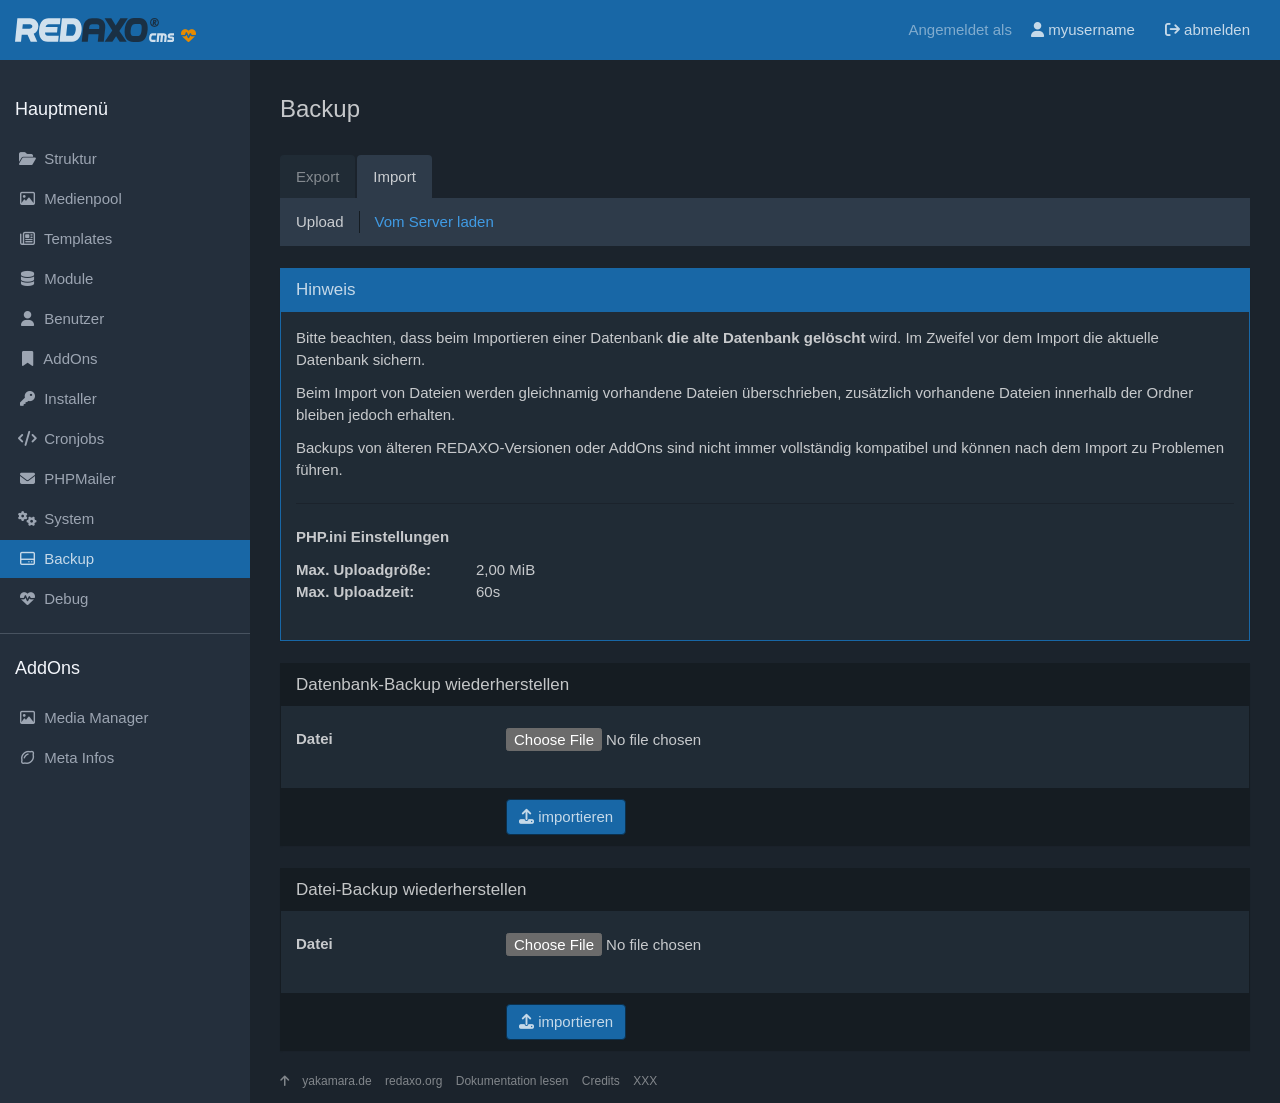 REDAXO® cms
Angemeldet als myusername abmelden
Hauptmenü
Struktur
Medienpool
Templates
Module
Benutzer
AddOns
Installer
Cronjobs
PHPMailer
System
Backup
Debug
AddOns
Media Manager
Meta Infos
Backup
Export Import
Upload Vom Server laden
Hinweis
Bitte beachten, dass beim Importieren einer Datenbank die alte Datenbank gelöscht wird. Im Zweifel vor dem Import die aktuelle
Datenbank sichern.
Beim Import von Dateien werden gleichnamig vorhandene Dateien überschrieben, zusätzlich vorhandene Dateien innerhalb der Ordner
bleiben jedoch erhalten.
Backups von älteren REDAXO-Versionen oder AddOns sind nicht immer vollständig kompatibel und können nach dem Import zu Problemen
führen.
PHP.ini Einstellungen
Max. Uploadgröße: 2,00 MiB
Max. Uploadzeit: 60s
Datenbank-Backup wiederherstellen
Datei Choose File No file chosen
importieren
Datei-Backup wiederherstellen
Datei Choose File No file chosen
importieren
yakamara.de redaxo.org Dokumentation lesen Credits XXX